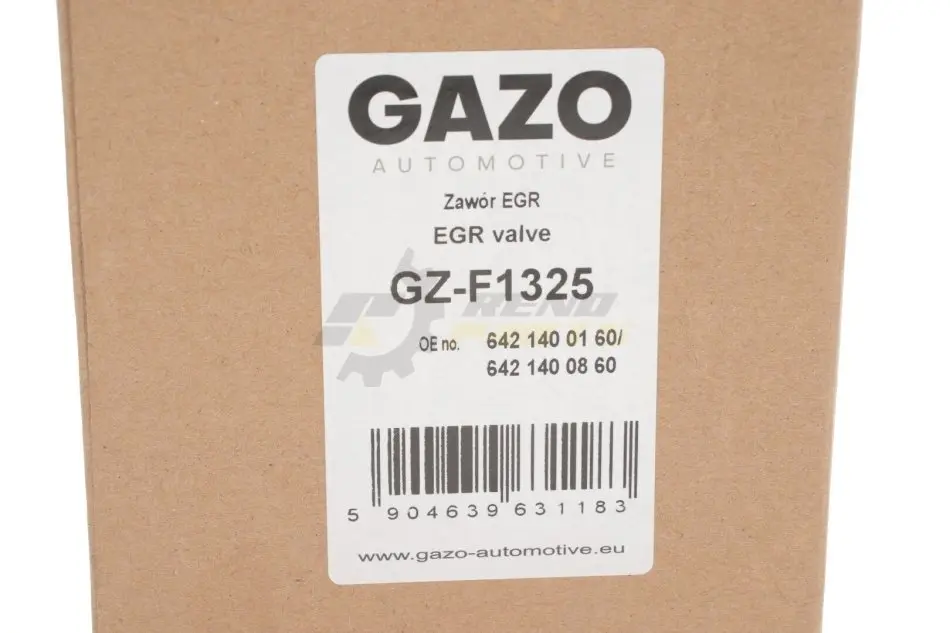 GAZO
AUTOMOTIVE
Zawór EGR
EGR valve
GZ-F1325
RENO
OE no. 642 140 01 60/
642 140 08 60
5 904639 631183
www.gazo-automotive.eu